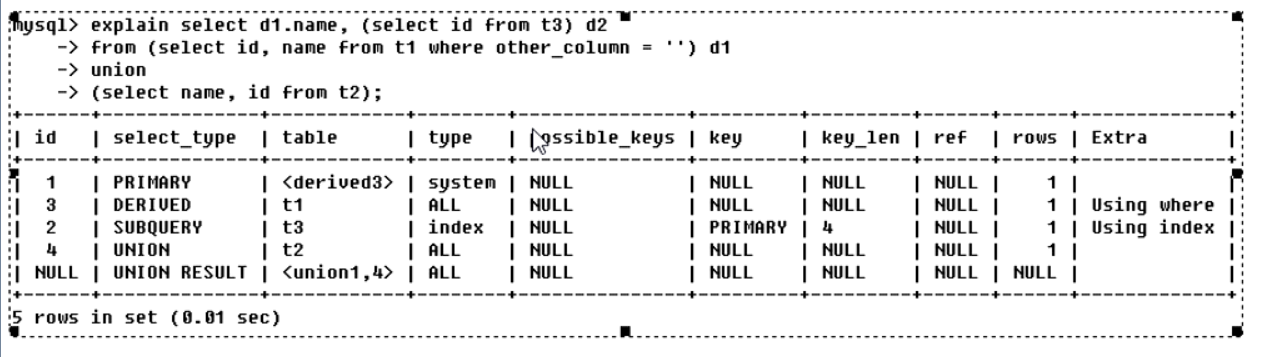 mysql> explain select d1.name, (select id from t3) d2
    -> from (select id, name from t1 where other_column = '') d1
    -> union
    -> (select name, id from t2);
+------+--------------+------------+--------+---------------+---------+---------+------+------+-------------+
| id   | select_type  | table      | type   | possible_keys | key     | key_len | ref  | rows | Extra       |
+------+--------------+------------+--------+---------------+---------+---------+------+------+-------------+
|  1   | PRIMARY      | <derived3> | system | NULL          | NULL    | NULL    | NULL |    1 |             |
|  3   | DERIVED      | t1         | ALL    | NULL          | NULL    | NULL    | NULL |    1 | Using where |
|  2   | SUBQUERY     | t3         | index  | NULL          | PRIMARY | 4       | NULL |    1 | Using index |
|  4   | UNION        | t2         | ALL    | NULL          | NULL    | NULL    | NULL |    1 |             |
| NULL | UNION RESULT | <union1,4> | ALL    | NULL          | NULL    | NULL    | NULL | NULL |             |
+------+--------------+------------+--------+---------------+---------+---------+------+------+-------------+
5 rows in set (0.01 sec)